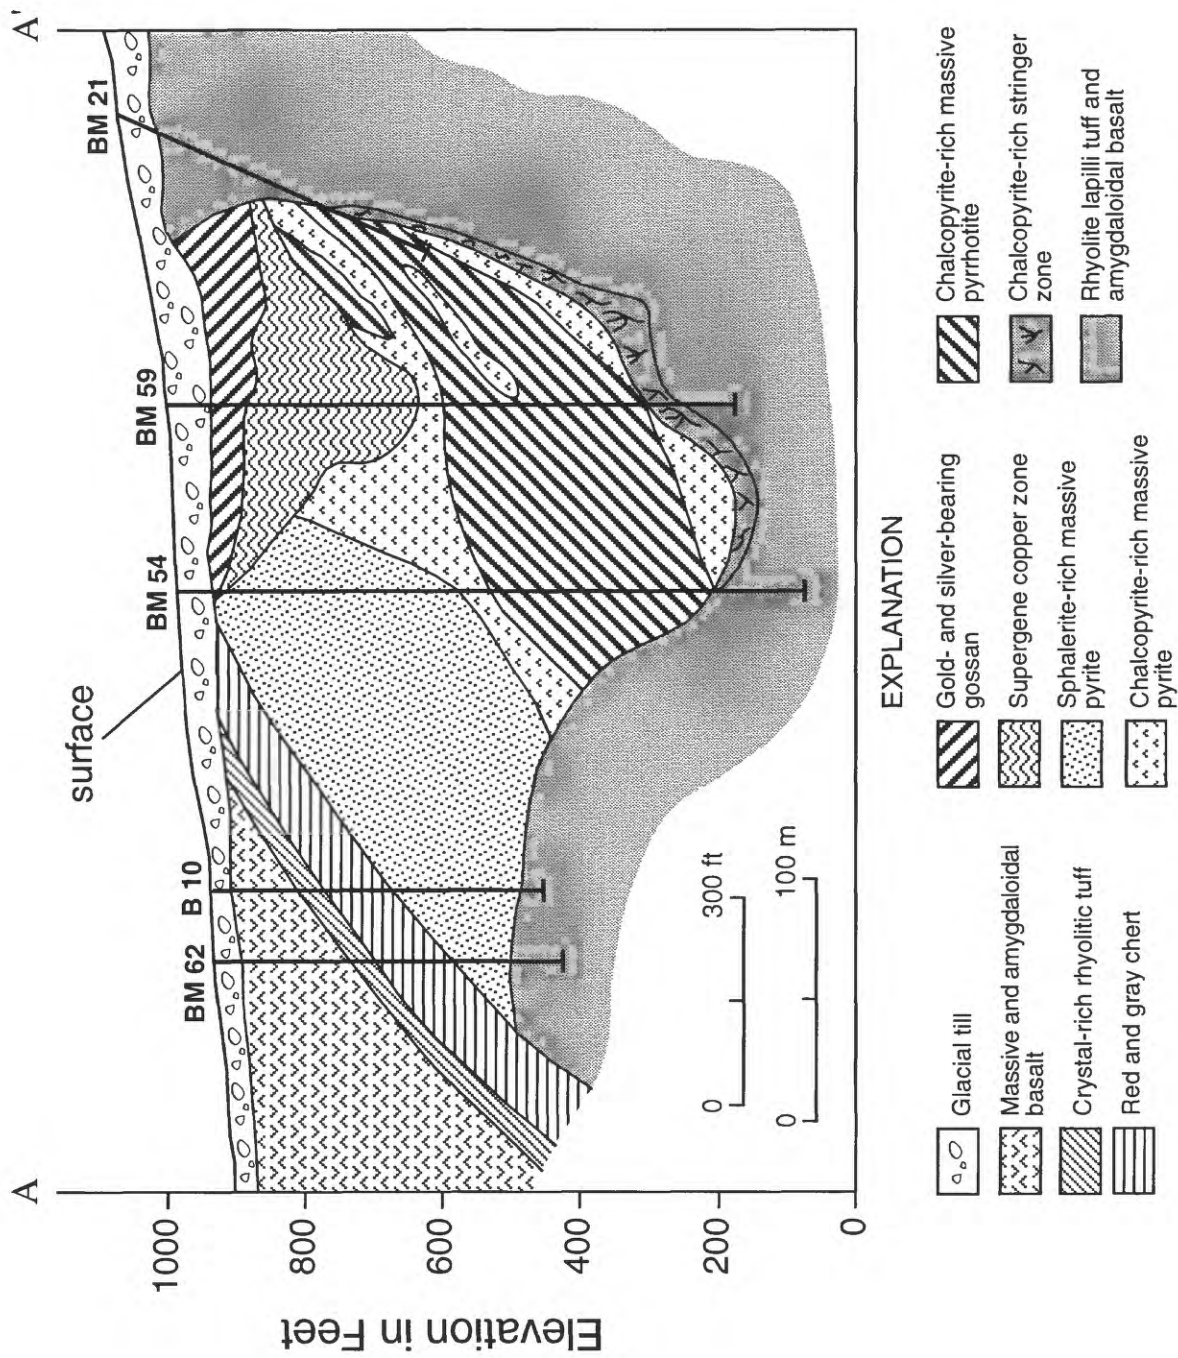 A
A'
surface
BM 62
B 10
BM 54
BM 59
BM 21
Elevation in Feet
1000
800
600
400
200
0
0
300 ft
0
100 m
EXPLANATION
Glacial till
Massive and amygdaloidal
basalt
Crystal-rich rhyolitic tuff
Red and gray chert
Gold- and silver-bearing
gossan
Supergene copper zone
Sphalerite-rich massive
pyrite
Chalcopyrite-rich massive
pyrite
Chalcopyrite-rich massive
pyrrhotite
Chalcopyrite-rich stringer
zone
Rhyolite lapilli tuff and
amygdaloidal basalt